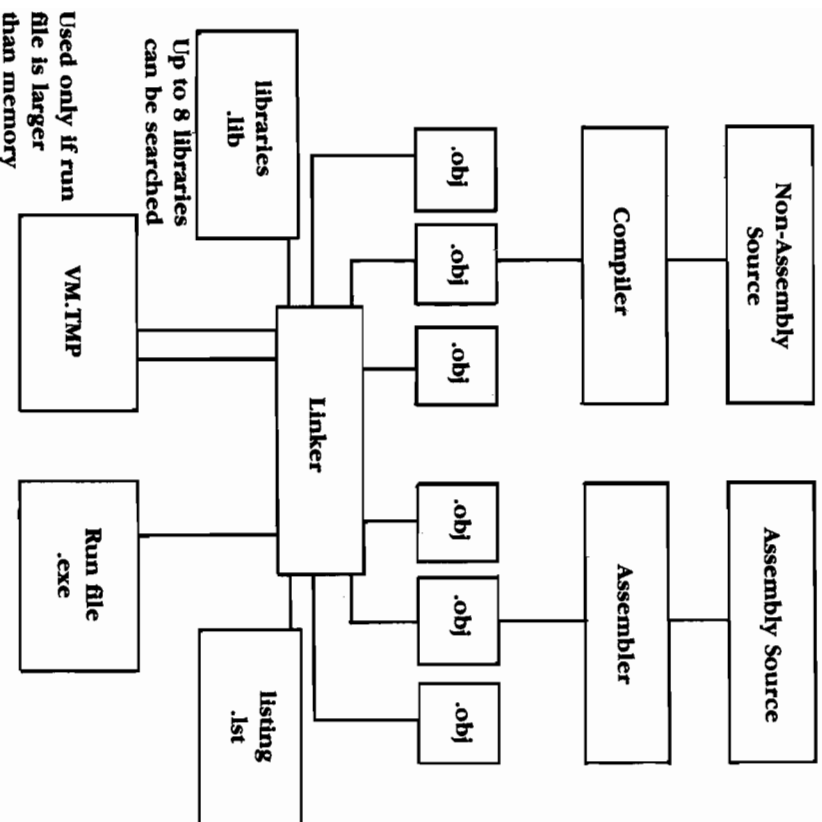 Non-Assembly
Source
Assembly Source
Compiler
Assembler
.obj
.obj
.obj
.obj
.obj
.obj
Linker
libraries
.lib
Up to 8 libraries
can be searched
listing
.lst
VM.TMP
Run file
.exe
Used only if run
file is larger
than memory